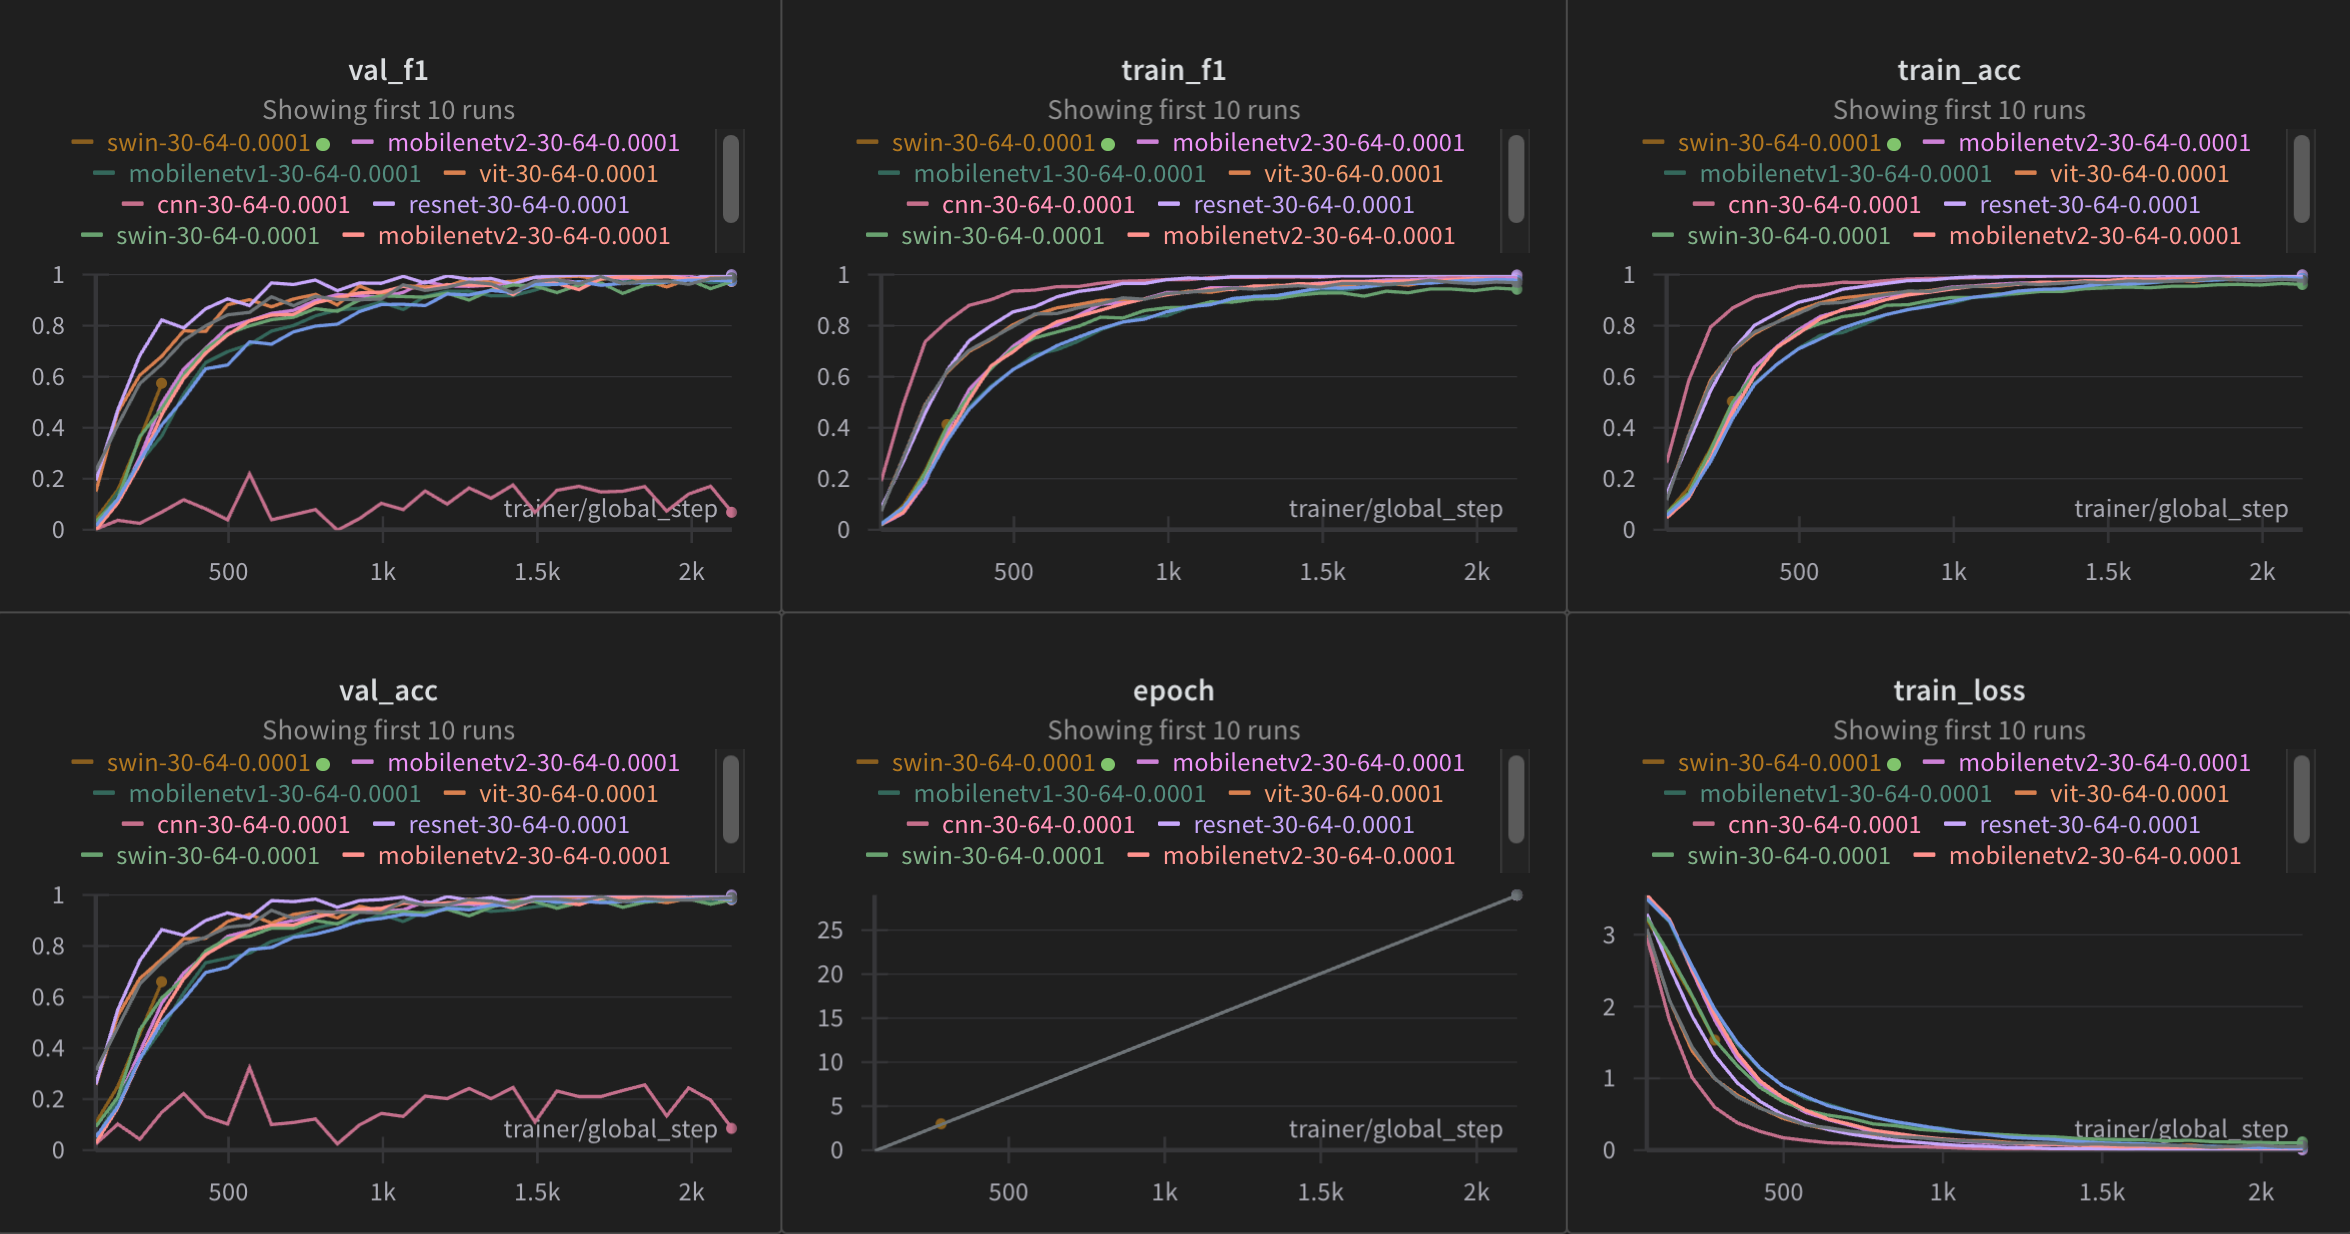 val_f1
Showing first 10 runs
swin-30-64-0.0001 mobilenetv2-30-64-0.0001
mobilenetv1-30-64-0.0001 vit-30-64-0.0001
cnn-30-64-0.0001 resnet-30-64-0.0001
swin-30-64-0.0001 mobilenetv2-30-64-0.0001
1
0.8
0.6
0.4
0.2
trainer/global_step
0
500 1k 1.5k 2k
train_f1
Showing first 10 runs
swin-30-64-0.0001 mobilenetv2-30-64-0.0001
mobilenetv1-30-64-0.0001 vit-30-64-0.0001
cnn-30-64-0.0001 resnet-30-64-0.0001
swin-30-64-0.0001 mobilenetv2-30-64-0.0001
1
0.8
0.6
0.4
0.2
trainer/global_step
0
500 1k 1.5k 2k
train_acc
Showing first 10 runs
swin-30-64-0.0001 mobilenetv2-30-64-0.0001
mobilenetv1-30-64-0.0001 vit-30-64-0.0001
cnn-30-64-0.0001 resnet-30-64-0.0001
swin-30-64-0.0001 mobilenetv2-30-64-0.0001
1
0.8
0.6
0.4
0.2
trainer/global_step
0
500 1k 1.5k 2k
val_acc
Showing first 10 runs
swin-30-64-0.0001 mobilenetv2-30-64-0.0001
mobilenetv1-30-64-0.0001 vit-30-64-0.0001
cnn-30-64-0.0001 resnet-30-64-0.0001
swin-30-64-0.0001 mobilenetv2-30-64-0.0001
1
0.8
0.6
0.4
0.2
trainer/global_step
0
500 1k 1.5k 2k
epoch
Showing first 10 runs
swin-30-64-0.0001 mobilenetv2-30-64-0.0001
mobilenetv1-30-64-0.0001 vit-30-64-0.0001
cnn-30-64-0.0001 resnet-30-64-0.0001
swin-30-64-0.0001 mobilenetv2-30-64-0.0001
25
20
15
10
5
trainer/global_step
0
500 1k 1.5k 2k
train_loss
Showing first 10 runs
swin-30-64-0.0001 mobilenetv2-30-64-0.0001
mobilenetv1-30-64-0.0001 vit-30-64-0.0001
cnn-30-64-0.0001 resnet-30-64-0.0001
swin-30-64-0.0001 mobilenetv2-30-64-0.0001
3
2
1
trainer/global_step
0
500 1k 1.5k 2k